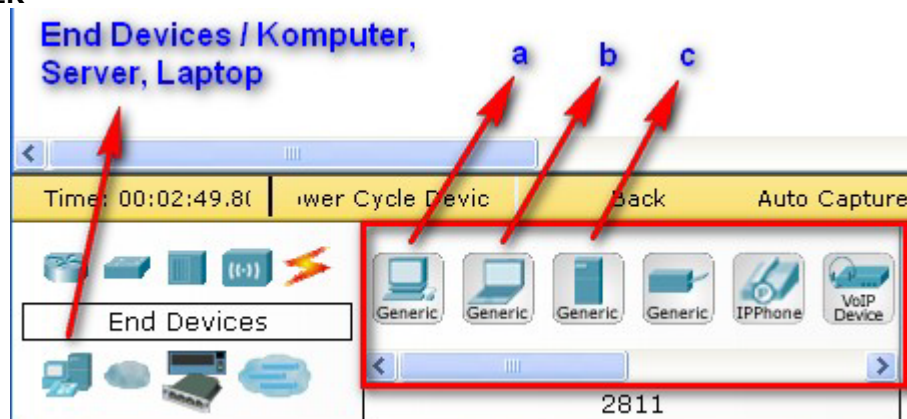 End Devices / Komputer,
Server, Laptop
a b c
Time: 00:02:49.8( wer Cycle Devic Back Auto Capture
End Devices
Generic Generic Generic Generic IPPhone VoIP Device
2811